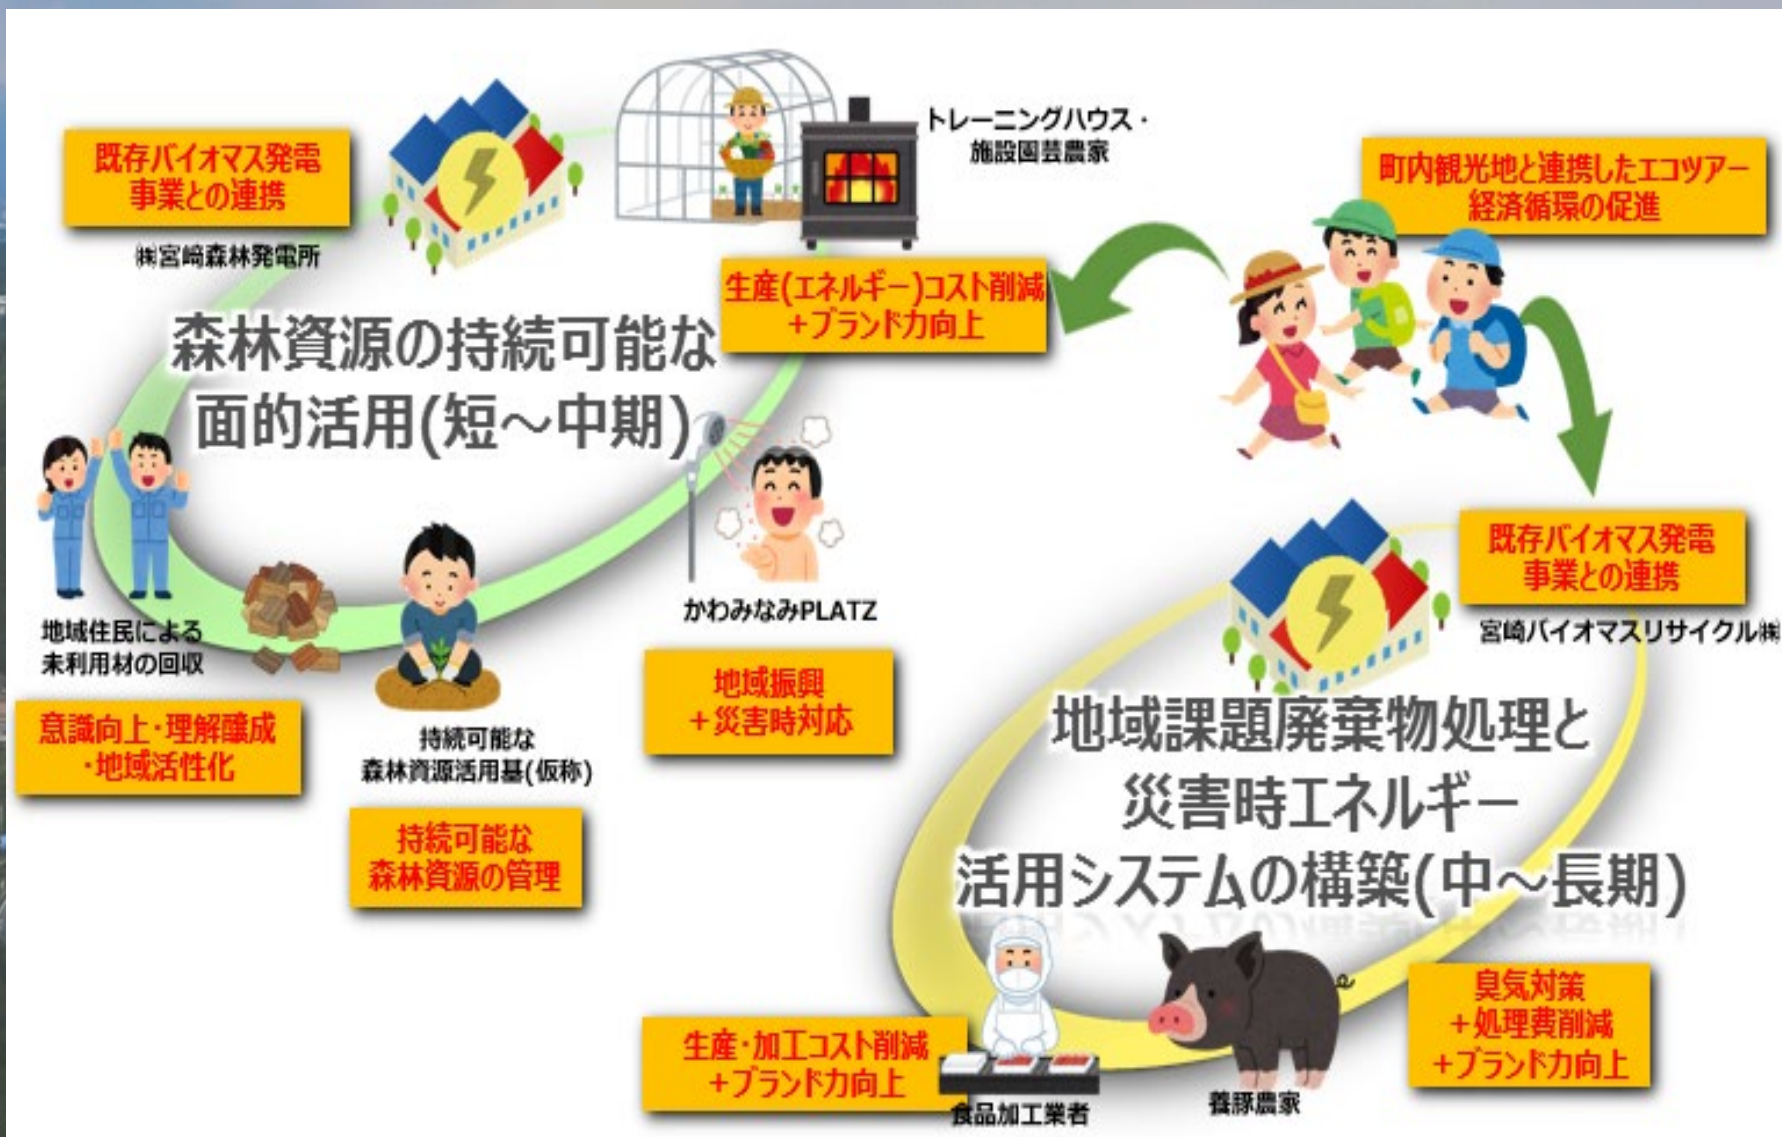 既存バイオマス発電
事業との連携
㈱宮崎森林発電所
トレーニングハウス・
施設園芸農家
生産(エネルギー)コスト削減
+ブランド力向上
町内観光地と連携したエコツアー
経済循環の促進
森林資源の持続可能な
面的活用(短～中期)
地域住民による
未利用材の回収
意識向上・理解醸成
・地域活性化
持続可能な
森林資源活用基(仮称)
持続可能な
森林資源の管理
かわみなみPLATZ
地域振興
+災害時対応
既存バイオマス発電
事業との連携
宮崎バイオマスリサイクル㈱
地域課題廃棄物処理と
災害時エネルギー
活用システムの構築(中～長期)
生産・加工コスト削減
+ブランド力向上
食品加工業者
養豚農家
臭気対策
+処理費削減
+ブランド力向上